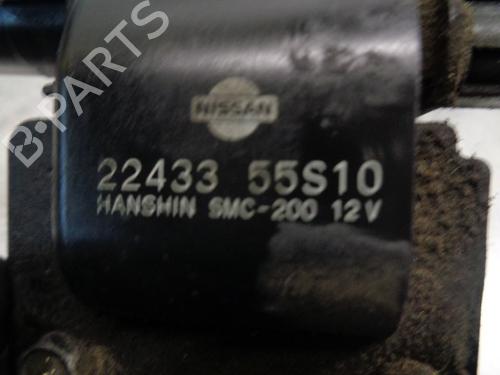 B-PARTS
NISSAN
22433 55S10
HANSHIN SMC-200 12V